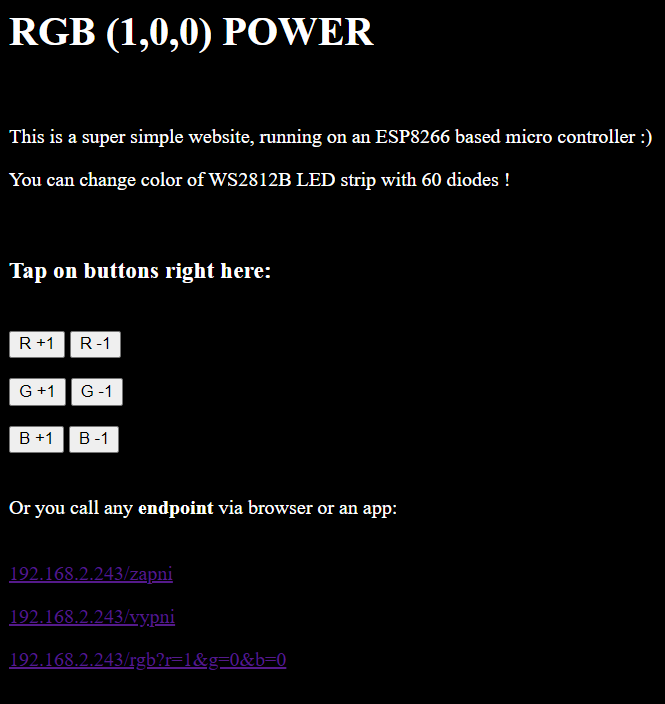 RGB (1,0,0) POWER
This is a super simple website, running on an ESP8266 based micro controller :)
You can change color of WS2812B LED strip with 60 diodes !
Tap on buttons right here:
R +1 R -1
G +1 G -1
B +1 B -1
Or you call any endpoint via browser or an app:
192.168.2.243/zapni
192.168.2.243/vypni
192.168.2.243/rgb?r=1&g=0&b=0